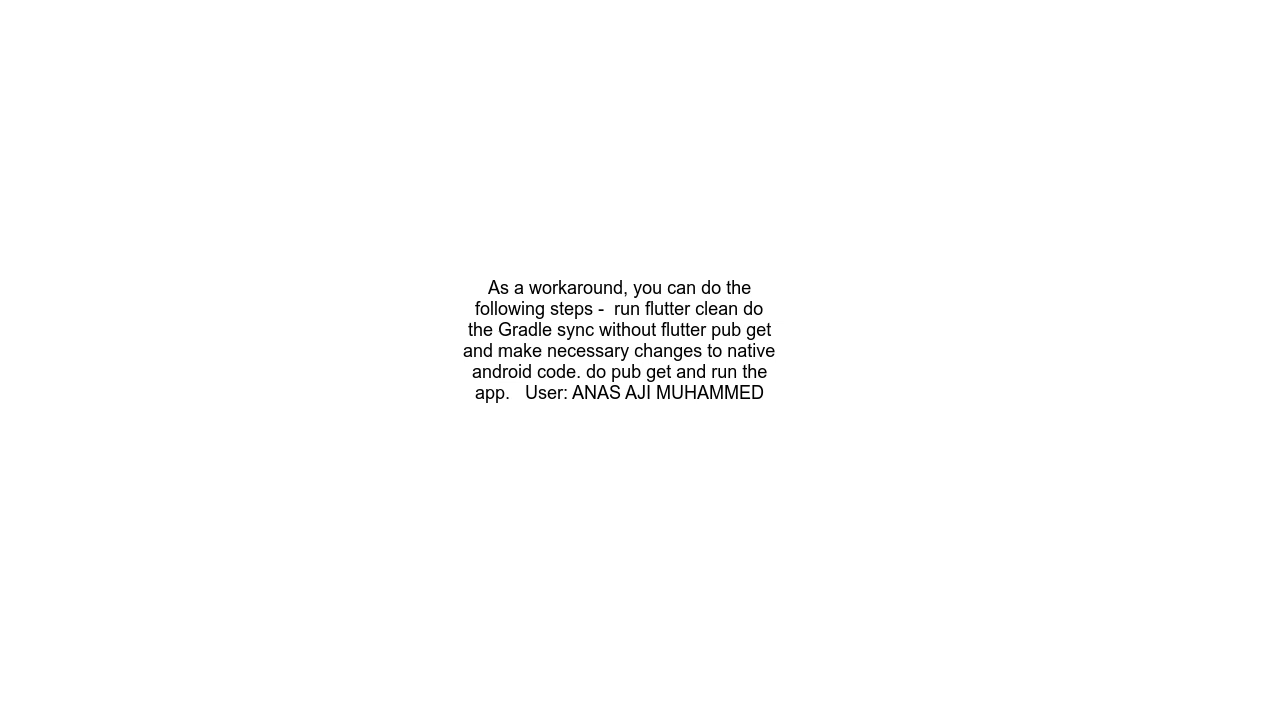 As a workaround, you can do the
following steps -  run flutter clean do
the Gradle sync without flutter pub get
and make necessary changes to native
android code. do pub get and run the
app.   User: ANAS AJI MUHAMMED